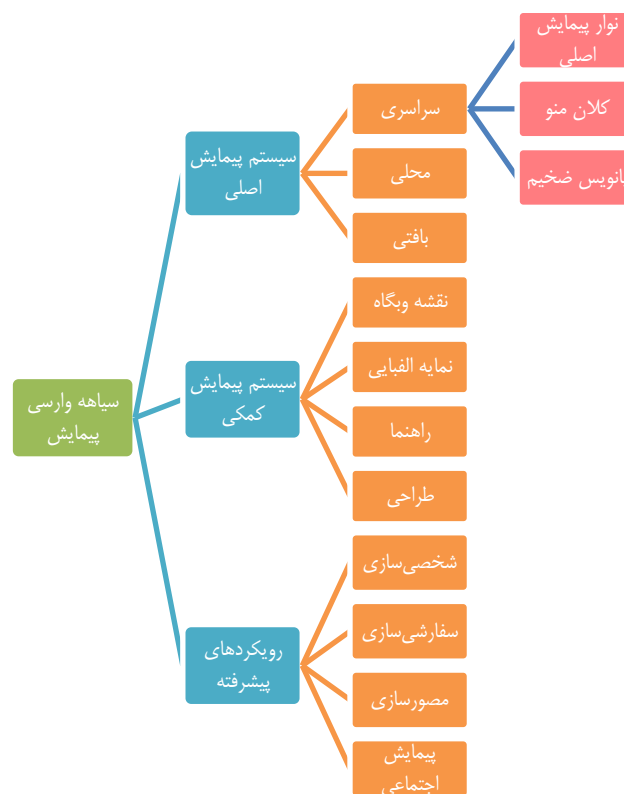 نوار پیمایش
اصلی
سراسری
کلان منو
سیستم پیمایش
اصلی
محلی
ضخیم
بافتی
نقشه وبگاه
نمایه الفبایی
سیستم پیمایش
کمکی
سیاهه وارسی
پیمایش
راهنما
طراحی
شخصی‌سازی
سفارشی‌سازی
رویکردهای
پیشرفته
مصورسازی
پیمایش
اجتماعی